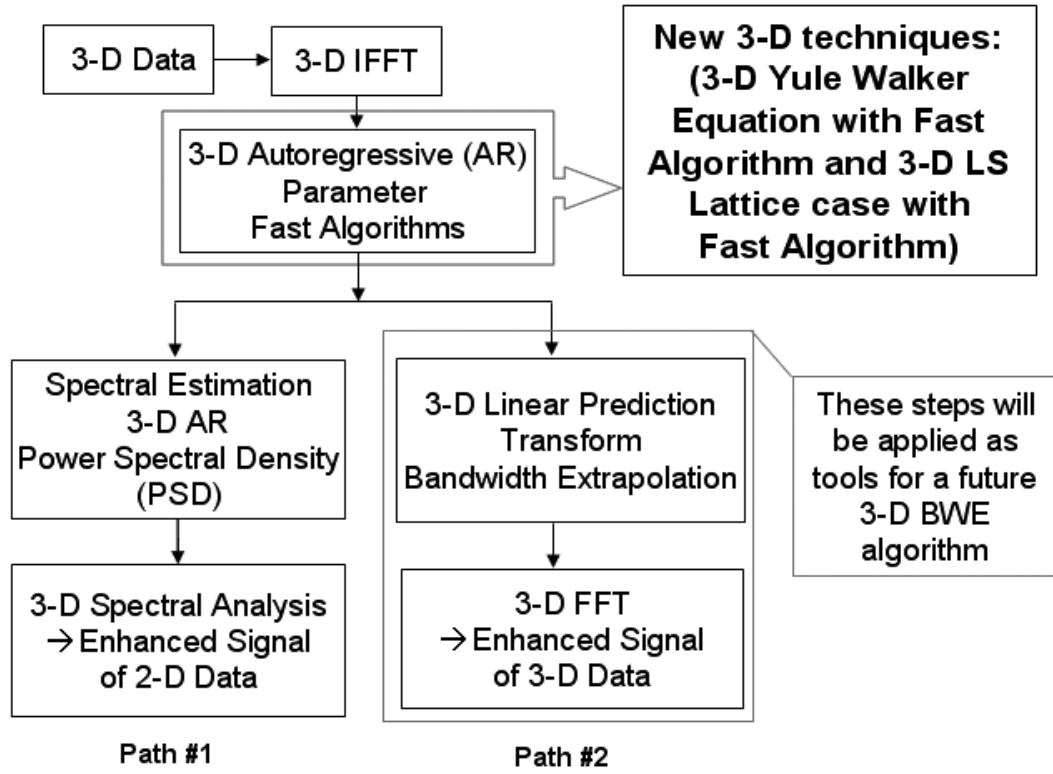 3-D Data
3-D IFFT
New 3-D techniques:
(3-D Yule Walker
Equation with Fast
Algorithm and 3-D LS
Lattice case with
Fast Algorithm)
3-D Autoregressive (AR)
Parameter
Fast Algorithms
Spectral Estimation
3-D AR
Power Spectral Density
(PSD)
3-D Linear Prediction
Transform
Bandwidth Extrapolation
These steps will
be applied as
tools for a future
3-D BWE
algorithm
3-D Spectral Analysis
→Enhanced Signal
of 2-D Data
3-D FFT
→Enhanced Signal
of 3-D Data
Path #1
Path #2